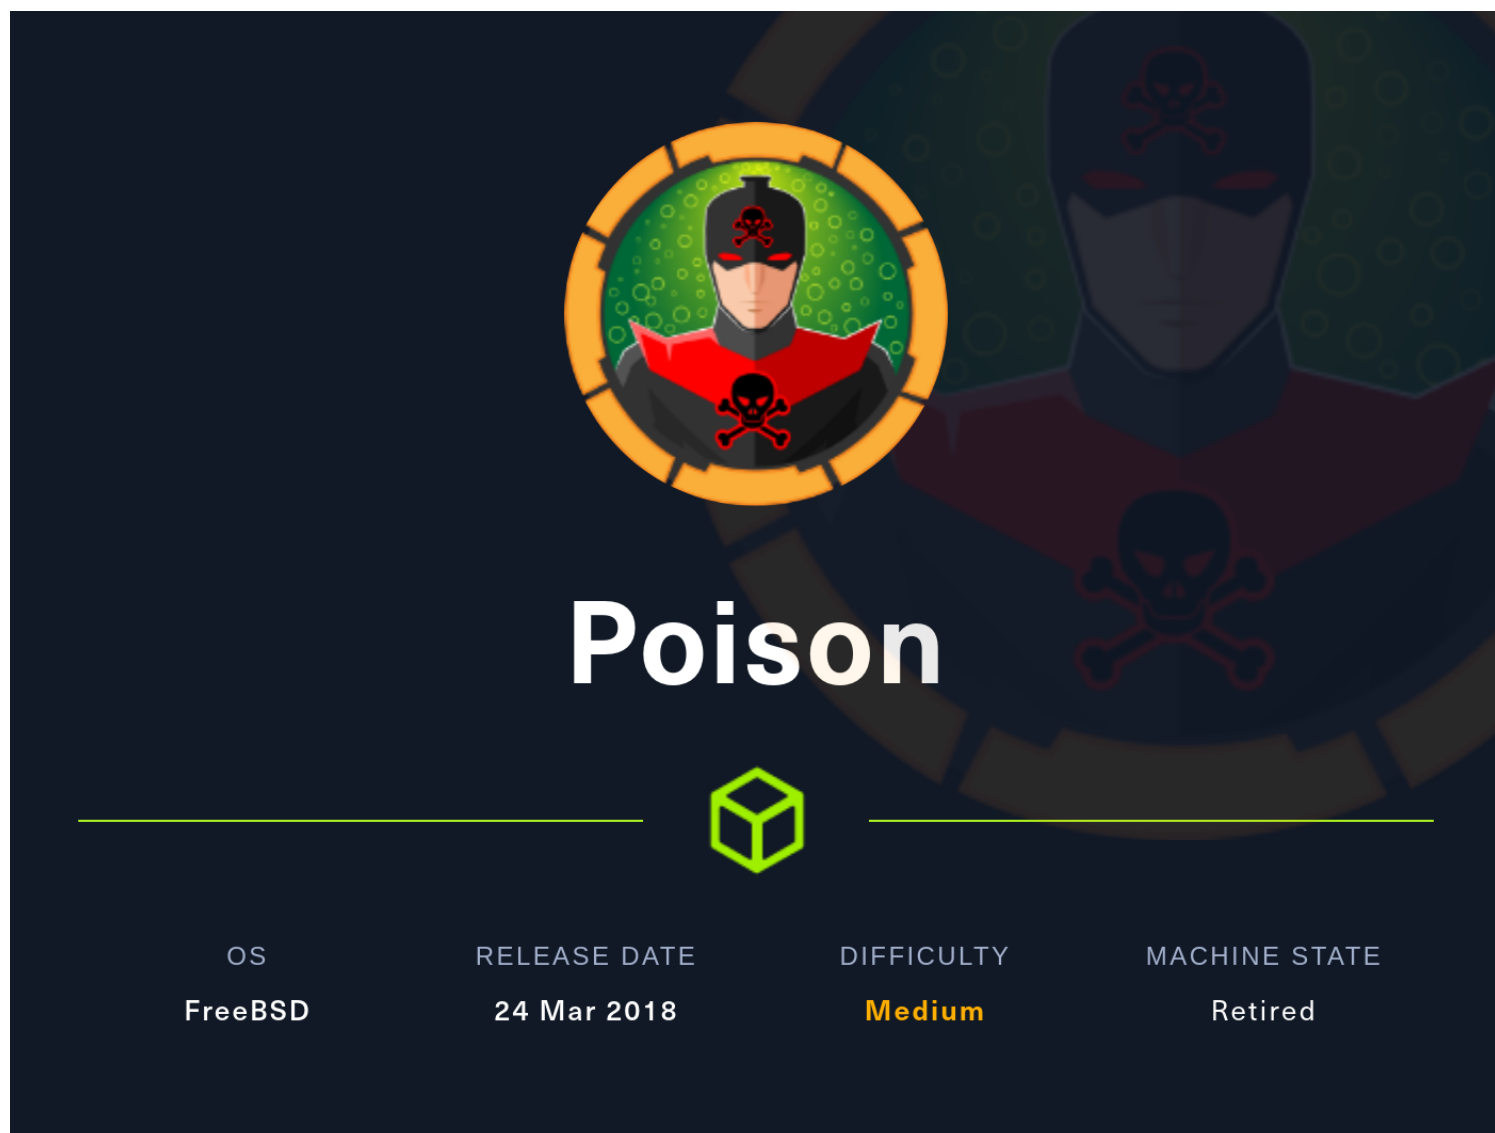 Poison
OS RELEASE DATE DIFFICULTY MACHINE STATE
FreeBSD 24 Mar 2018 Medium Retired